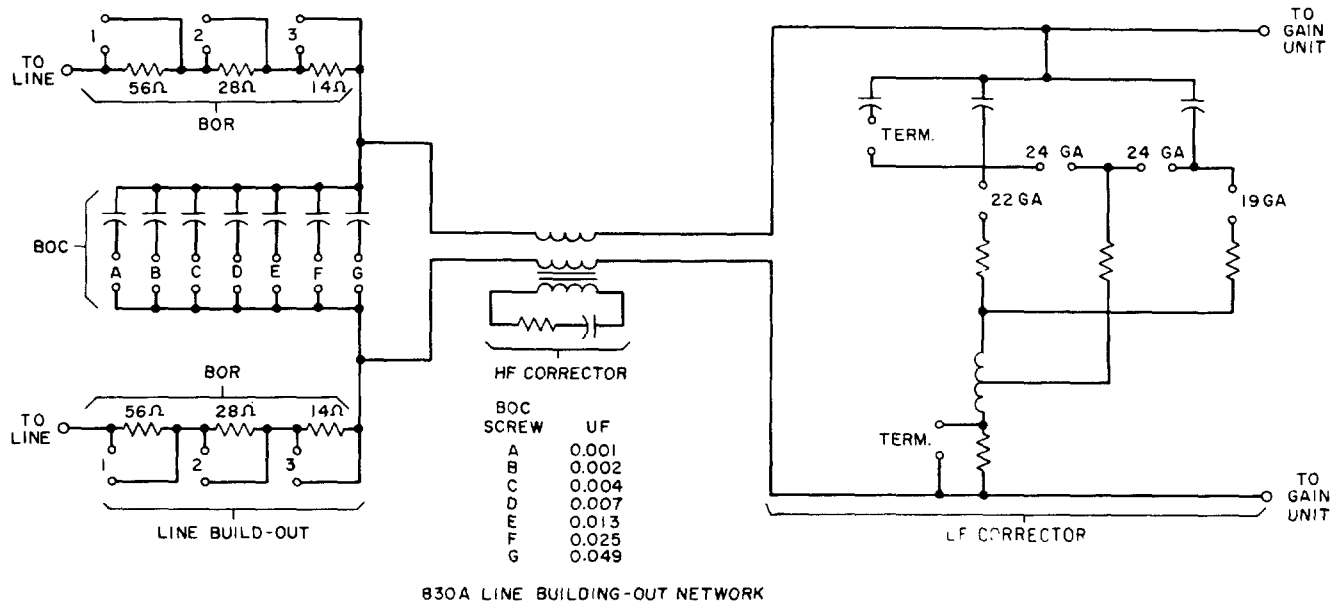 1
2
3
TO
LINE
56Ω
28Ω
14Ω
BOR
BOC
A B C D E F G
BOR
56Ω
28Ω
14Ω
TO
LINE
1
2
3
LINE BUILD-OUT
HF CORRECTOR
BOC
SCREW UF
A 0.001
B 0.002
C 0.004
D 0.007
E 0.013
F 0.025
G 0.049
TO
GAIN
UNIT
TERM.
24 GA
24 GA
22 GA
19 GA
TERM.
TO
GAIN
UNIT
LF CORRECTOR
830A LINE BUILDING-OUT NETWORK